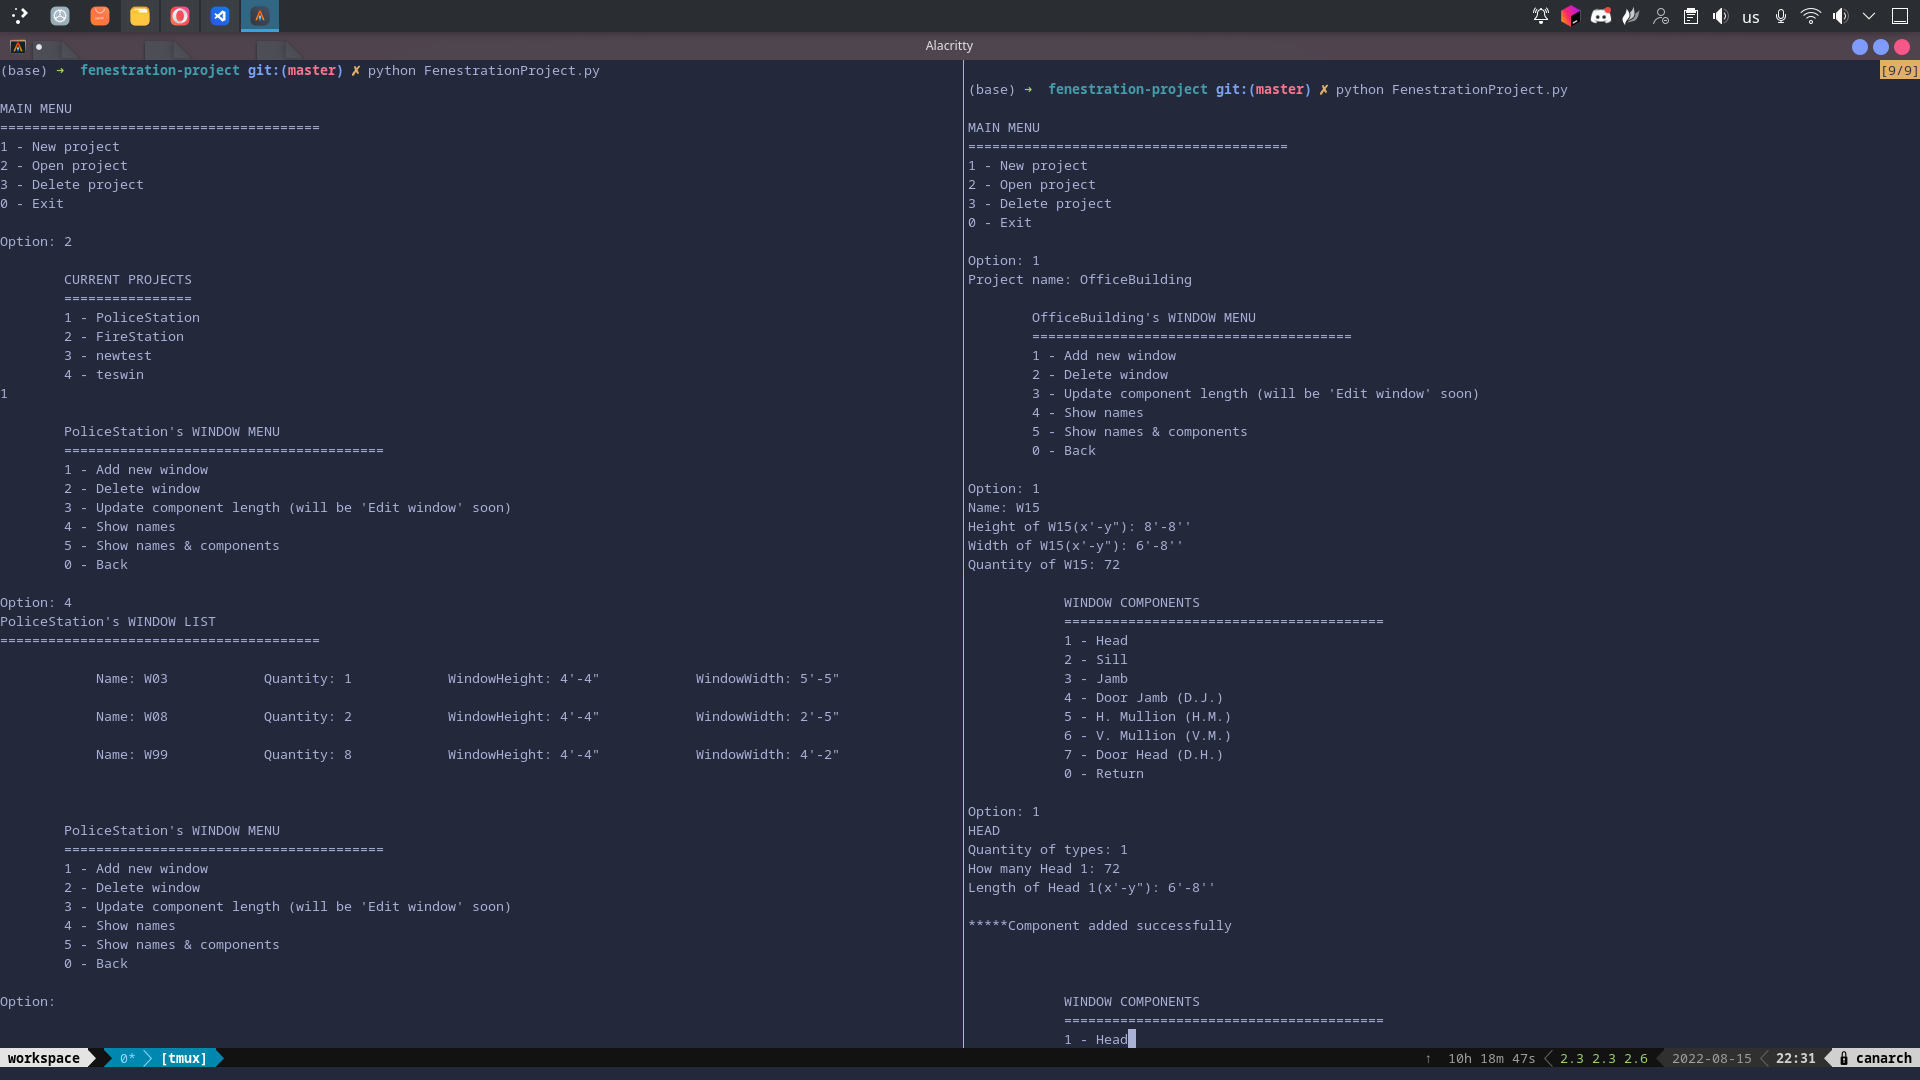 us
Alacritty
(base) ➜  fenestration-project git:(master) ✗ python FenestrationProject.py
MAIN MENU
========================================
1 - New project
2 - Open project
3 - Delete project
0 - Exit
Option: 2
CURRENT PROJECTS
================
1 - PoliceStation
2 - FireStation
3 - newtest
4 - teswin
1
PoliceStation's WINDOW MENU
========================================
1 - Add new window
2 - Delete window
3 - Update component length (will be 'Edit window' soon)
4 - Show names
5 - Show names & components
0 - Back
Option: 4
PoliceStation's WINDOW LIST
========================================
Name: W03            Quantity: 1            WindowHeight: 4'-4"            WindowWidth: 5'-5"
Name: W08            Quantity: 2            WindowHeight: 4'-4"            WindowWidth: 2'-5"
Name: W99            Quantity: 8            WindowHeight: 4'-4"            WindowWidth: 4'-2"
PoliceStation's WINDOW MENU
========================================
1 - Add new window
2 - Delete window
3 - Update component length (will be 'Edit window' soon)
4 - Show names
5 - Show names & components
0 - Back
Option:
[9/9]
(base) ➜  fenestration-project git:(master) ✗ python FenestrationProject.py
MAIN MENU
========================================
1 - New project
2 - Open project
3 - Delete project
0 - Exit
Option: 1
Project name: OfficeBuilding
OfficeBuilding's WINDOW MENU
========================================
1 - Add new window
2 - Delete window
3 - Update component length (will be 'Edit window' soon)
4 - Show names
5 - Show names & components
0 - Back
Option: 1
Name: W15
Height of W15(x'-y"): 8'-8''
Width of W15(x'-y"): 6'-8''
Quantity of W15: 72
WINDOW COMPONENTS
========================================
1 - Head
2 - Sill
3 - Jamb
4 - Door Jamb (D.J.)
5 - H. Mullion (H.M.)
6 - V. Mullion (V.M.)
7 - Door Head (D.H.)
0 - Return
Option: 1
HEAD
Quantity of types: 1
How many Head 1: 72
Length of Head 1(x'-y"): 6'-8''
*****Component added successfully
WINDOW COMPONENTS
========================================
1 - Head
workspace 0* [tmux] ↑ 10h 18m 47s 2.3 2.3 2.6 2022-08-15 22:31 canarch